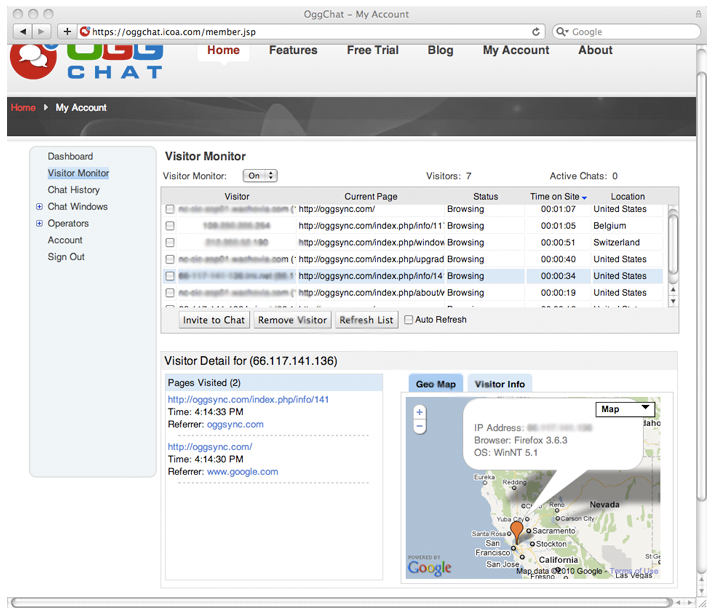 OggChat - My Account
https://oggchat.icoa.com/member.jsp
Google
OGG
CHAT
Home Features Free Trial Blog My Account About
Home My Account
Dashboard
Visitor Monitor
Chat History
Chat Windows
Operators
Account
Sign Out
Visitor Monitor
Visitor Monitor: On Visitors: 7 Active Chats: 0
Visitor Current Page Status Time on Site Location
http://oggsync.com/ Browsing 00:01:07 United States
http://oggsync.com/index.php/info/11 Browsing 00:01:05 Belgium
http://oggsync.com/index.php/window Browsing 00:00:51 Switzerland
http://oggsync.com/index.php/upgrad Browsing 00:00:40 United States
http://oggsync.com/index.php/info/14 Browsing 00:00:34 United States
http://oggsync.com/index.php/about/ Browsing 00:00:19 United States
Invite to Chat Remove Visitor Refresh List Auto Refresh
Visitor Detail for (66.117.141.136)
Pages Visited (2)
http://oggsync.com/index.php/info/141
Time: 4:14:33 PM
Referrer: oggsync.com
http://oggsync.com/
Time: 4:14:30 PM
Referrer: www.google.com
Geo Map Visitor Info
Map
IP Address:
Browser: Firefox 3.6.3
OS: WinNT 5.1
daho
Eureka
Redding
Reno
Nevada
Yuba City
Carson City
Santa Rosa
Sacramento
San
Francisco
Stockton
San Jose
California
POWERED BY
Google
Map data ©2010 Google - Terms of Use
Fresno
Las Vegas